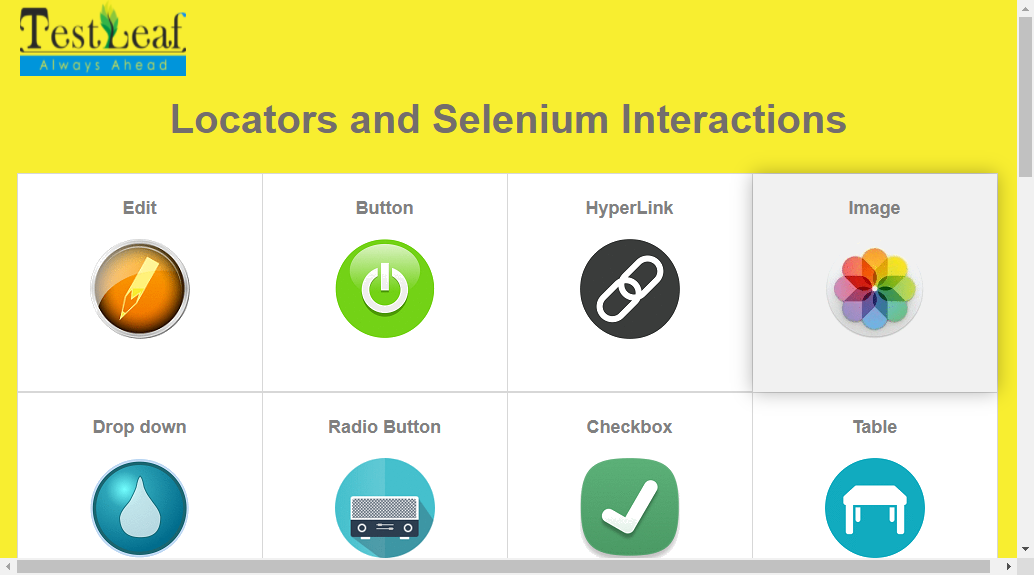 TestLeaf
Always Ahead
Locators and Selenium Interactions
Edit
Button
HyperLink
Image
Drop down
Radio Button
Checkbox
Table